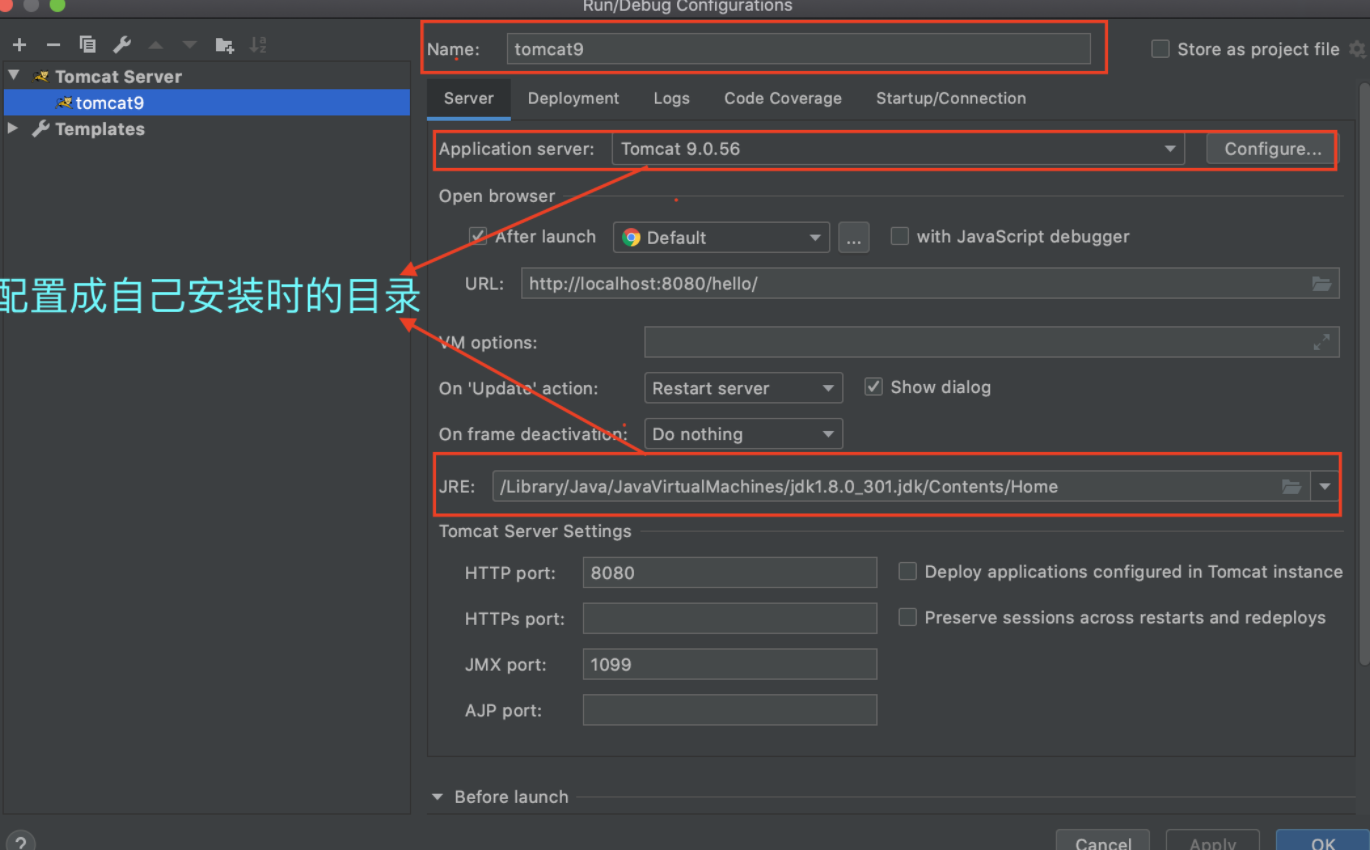 Run/Debug Configurations
Name: tomcat9 Store as project file
Tomcat Server
tomcat9
Templates
Server Deployment Logs Code Coverage Startup/Connection
Application server: Tomcat 9.0.56 Configure...
Open browser
After launch Default ... with JavaScript debugger
URL: http://localhost:8080/hello/
配置成自己安装时的目录
VM options:
On 'Update' action: Restart server Show dialog
On frame deactivation: Do nothing
JRE: /Library/Java/JavaVirtualMachines/jdk1.8.0_301.jdk/Contents/Home
Tomcat Server Settings
HTTP port: 8080 Deploy applications configured in Tomcat instance
HTTPs port: Preserve sessions across restarts and redeploys
JMX port: 1099
AJP port:
Before launch
? Cancel Apply OK